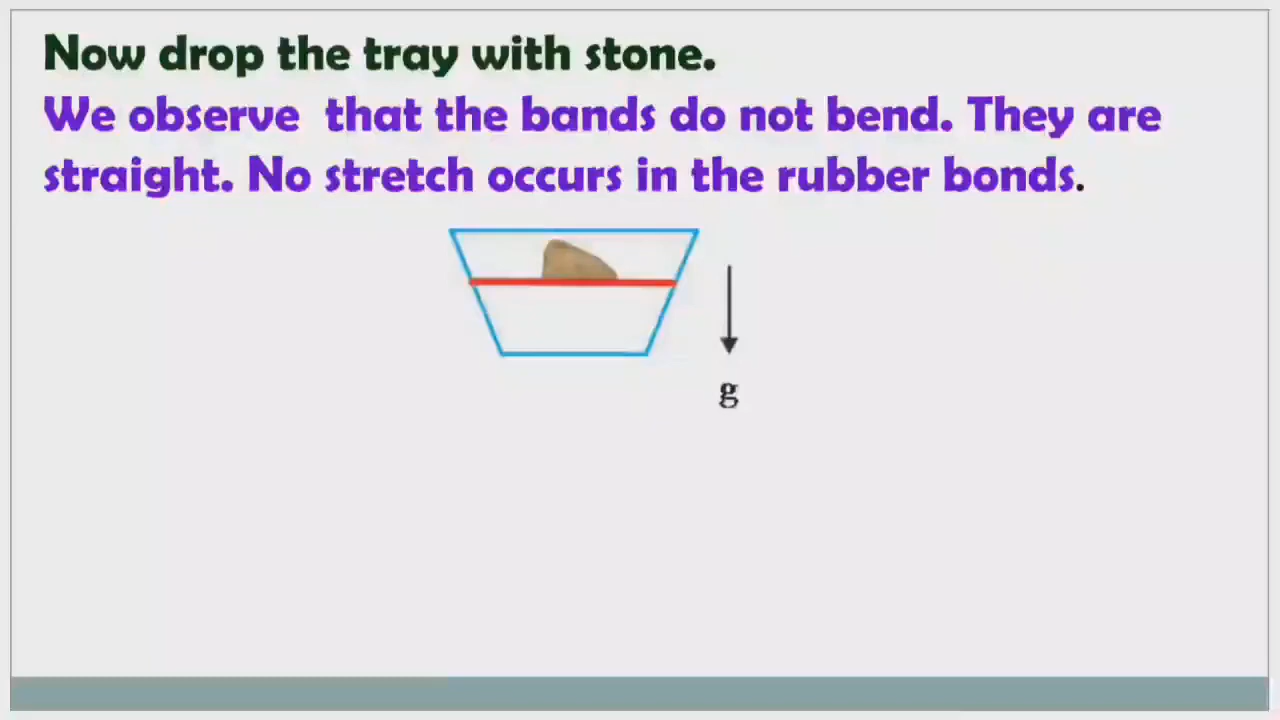 Now drop the tray with stone.
We observe that the bands do not bend. They are
straight. No stretch occurs in the rubber bonds.
g